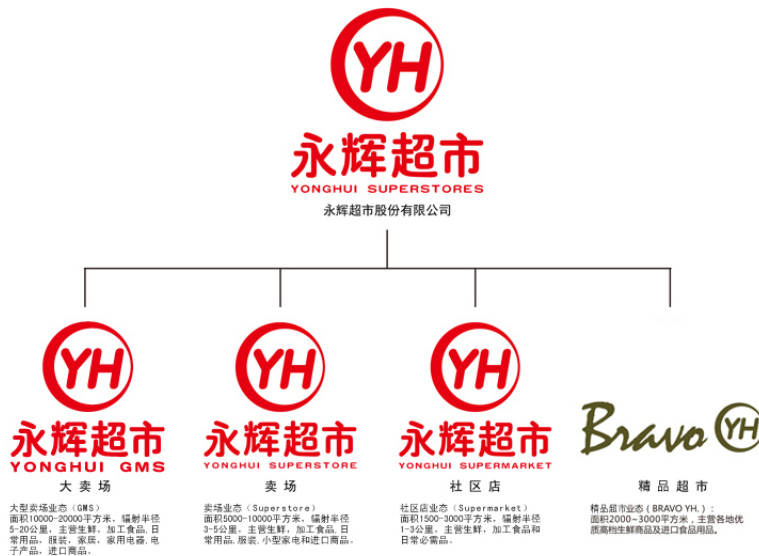 YH
永辉超市
YONGHUI SUPERSTORES
永辉超市股份有限公司
YH
永辉超市
YONGHUI GMS
大卖场
大型卖场业态（GMS）
面积10000-20000平方米，辐射半径
5-20公里，主营生鲜，加工食品，日
常用品，服装，家居，家用电器，电
子产品，进口商品。
YH
永辉超市
YONGHUI SUPERSTORE
卖场
卖场业态（Superstore）
面积5000-10000平方米，辐射半径
3-5公里，主营生鲜，加工食品，日
常用品，服装，小型家电和进口商品。
YH
永辉超市
YONGHUI SUPERMARKET
社区店
社区店业态（Supermarket）
面积1500-3000平方米，辐射半径
1-3公里，主营生鲜，加工食品和
日常必需品。
Bravo YH
精品超市
精品超市业态（BRAVO YH.）：
面积2000~3000平方米，主营各地优
质高档生鲜商品及进口食品用品。